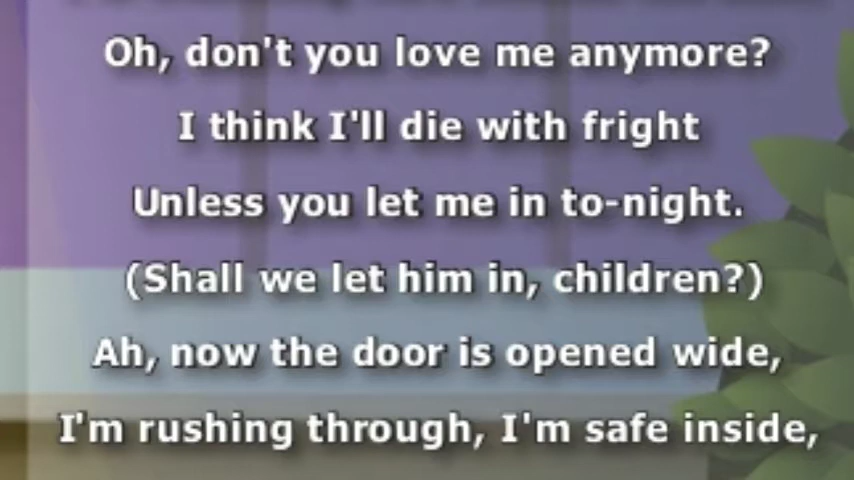 Oh, don't you love me anymore?
I think I'll die with fright
Unless you let me in to-night.
(Shall we let him in, children?)
Ah, now the door is opened wide,
I'm rushing through, I'm safe inside,